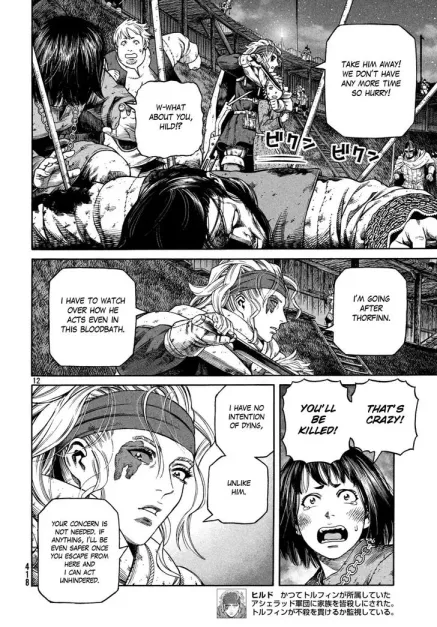 TAKE HIM AWAY!
WE DON'T HAVE
ANY MORE TIME
SO HURRY!
W-WHAT
ABOUT YOU,
HILD!?
ビクン
ビクン
I'M GOING
AFTER
THORFINN.
I HAVE TO WATCH
OVER HOW HE
ACTS EVEN IN
THIS BLOODBATH.
12
THAT'S
CRAZY!
YOU'LL
BE
KILLED!
I HAVE
NO INTENTION
OF DYING,
UNLIKE
HIM.
YOUR CONCERN IS
NOT NEEDED. IF
ANYTHING, I'LL BE
EVEN SAFER ONCE
YOU ESCAPE FROM
HERE AND I
CAN ACT
UNHINDERED.
418
ヒルド かつてトルフィンが所属していた
アシェラッド軍団に家族を皆殺しにされた。
トルフィンが不殺を貫けるか監視している。